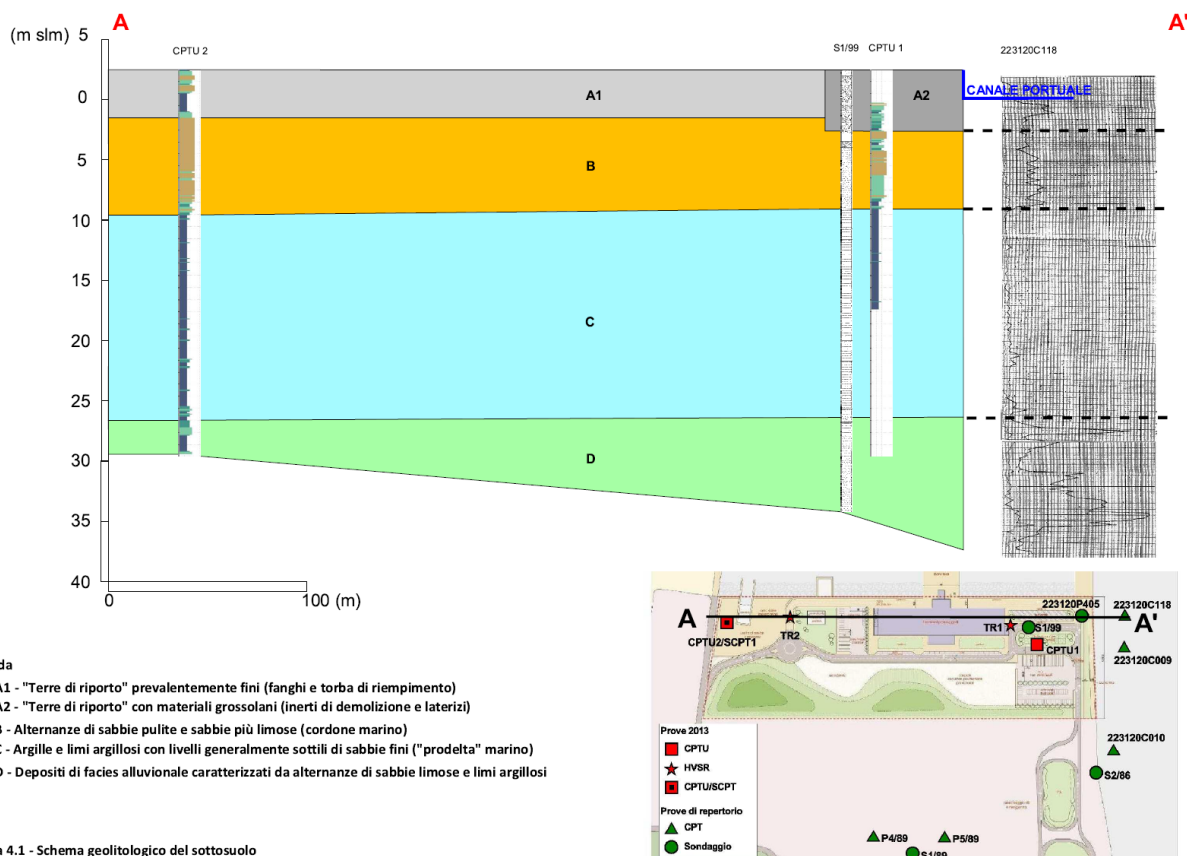 A
A'
(m slm) 5
CPTU 2
S1/99
CPTU 1
223120C118
0
A1
A2
CANALE PORTUALE
5
B
10
15
C
20
25
30
D
35
40
0
100 (m)
A
A'
223120P405
223120C118
TR2
TR1
S1/99
CPTU2/SCPT1
CPTU1
223120C009
223120C010
S2/86
P4/89
P5/89
S1/89
Prove 2013
CPTU
HVSR
CPTU/SCPT
Prove di repertorio
CPT
Sondaggio
da
A1 - "Terre di riporto" prevalentemente fini (fanghi e torba di riempimento)
A2 - "Terre di riporto" con materiali grossolani (inerti di demolizione e laterizi)
- Alternanze di sabbie pulite e sabbie più limose (cordone marino)
- Argille e limi argillosi con livelli generalmente sottili di sabbie fini ("prodelta" marino)
- Depositi di facies alluvionale caratterizzati da alternanze di sabbie limose e limi argillosi
a 4.1 - Schema geolitologico del sottosuolo